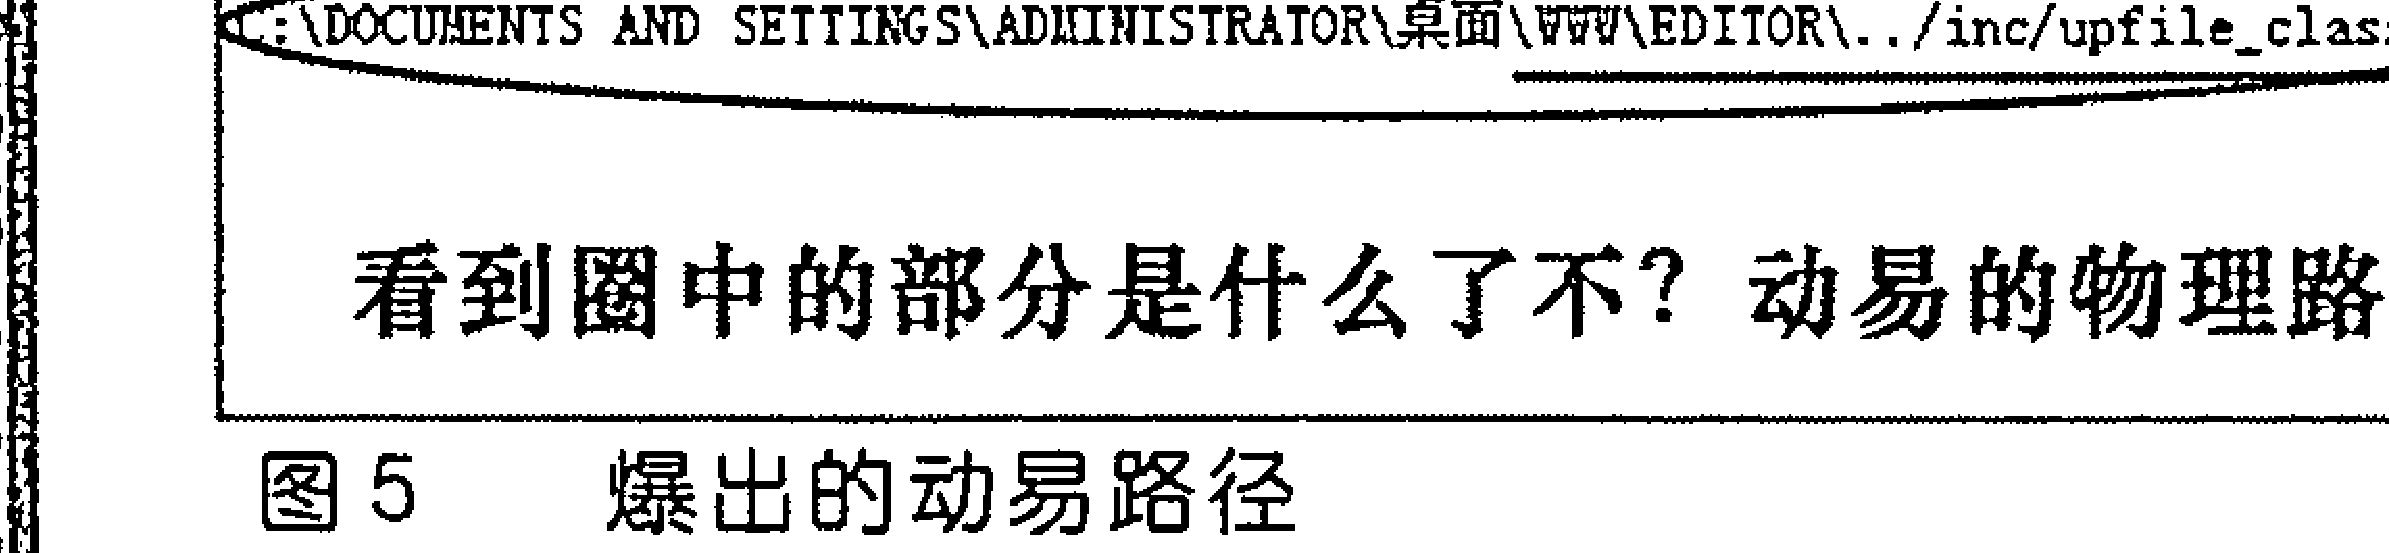 C:\DOCUMENTS AND SETTINGS\ADMINISTRATOR\桌面\WWW\EDITOR\../inc/upfile_clas
看到圈中的部分是什么了不？动易的物理路
图5 爆出的动易路径